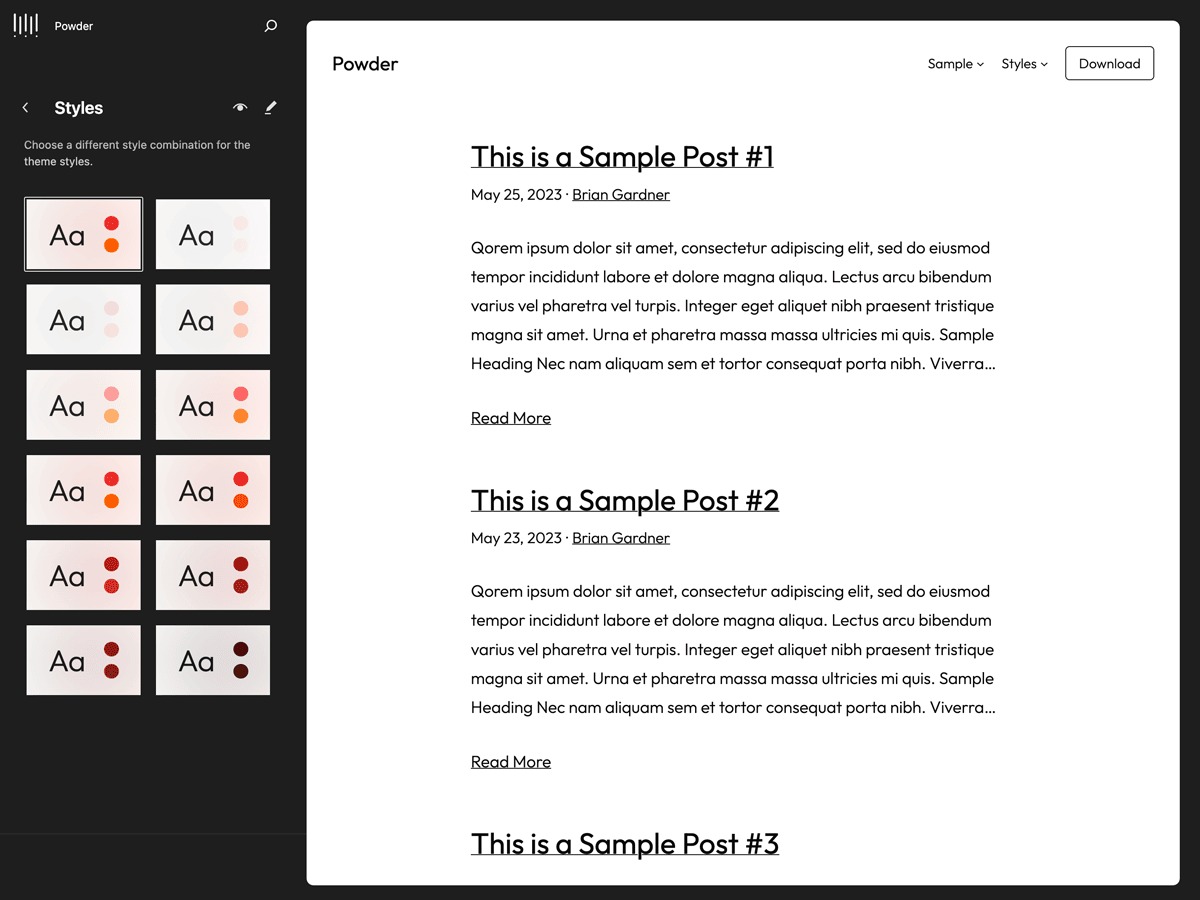 Powder
Styles
Choose a different style combination for the
theme styles.
Aa
Aa
Aa
Aa
Aa
Aa
Aa
Aa
Aa
Aa
Aa
Aa
Powder
Sample
Styles
Download
This is a Sample Post #1
May 25, 2023 · Brian Gardner
Qorem ipsum dolor sit amet, consectetur adipiscing elit, sed do eiusmod
tempor incididunt labore et dolore magna aliqua. Lectus arcu bibendum
varius vel pharetra vel turpis. Integer eget aliquet nibh praesent tristique
magna sit amet. Urna et pharetra massa massa ultricies mi quis. Sample
Heading Nec nam aliquam sem et tortor consequat porta nibh. Viverra…
Read More
This is a Sample Post #2
May 23, 2023 · Brian Gardner
Qorem ipsum dolor sit amet, consectetur adipiscing elit, sed do eiusmod
tempor incididunt labore et dolore magna aliqua. Lectus arcu bibendum
varius vel pharetra vel turpis. Integer eget aliquet nibh praesent tristique
magna sit amet. Urna et pharetra massa massa ultricies mi quis. Sample
Heading Nec nam aliquam sem et tortor consequat porta nibh. Viverra…
Read More
This is a Sample Post #3